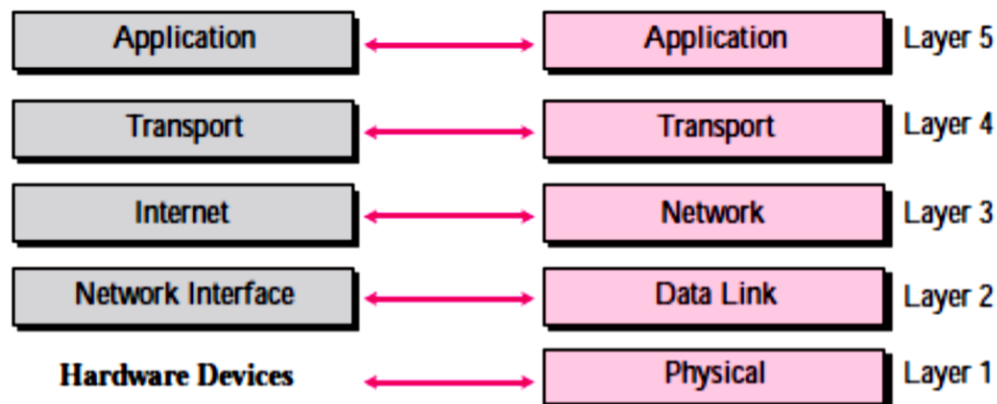 Application Application Layer 5
Transport Transport Layer 4
Internet Network Layer 3
Network Interface Data Link Layer 2
Hardware Devices Physical Layer 1